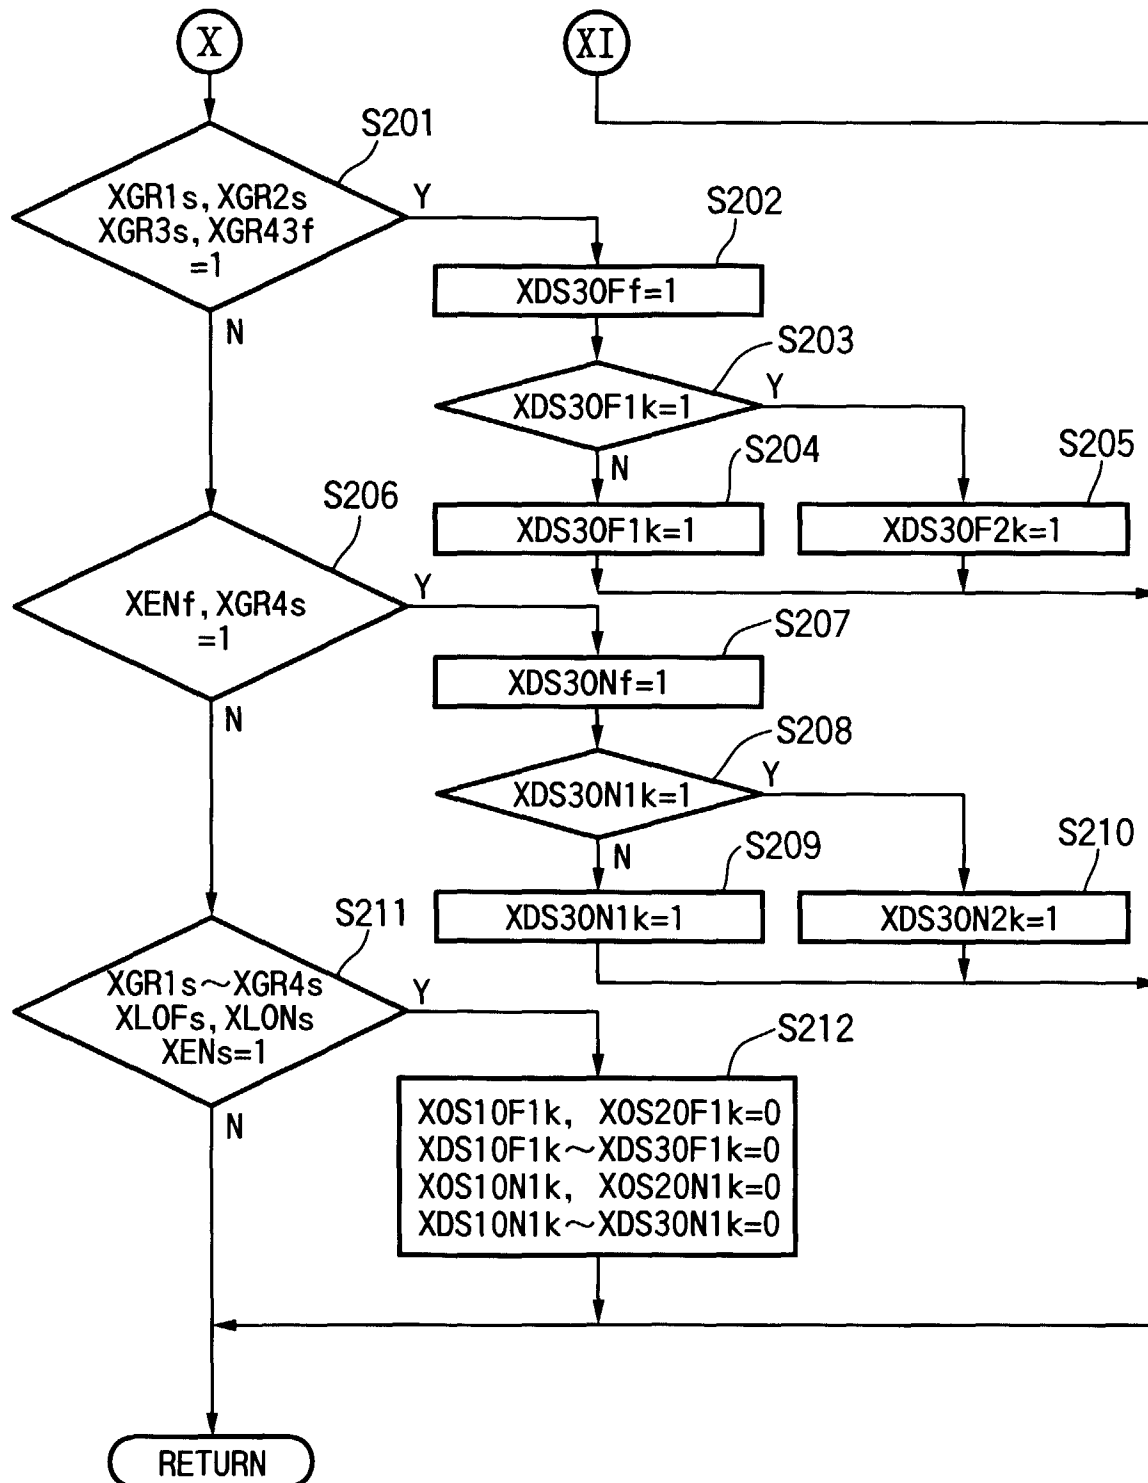 X
XI
S201
XGR1s, XGR2s
XGR3s, XGR43f
=1
Y
N
S202
XDS30Ff=1
S203
XDS30F1k=1
Y
N
S204
XDS30F1k=1
S205
XDS30F2k=1
S206
XENf, XGR4s
=1
Y
N
S207
XDS30Nf=1
S208
XDS30N1k=1
Y
N
S209
XDS30N1k=1
S210
XDS30N2k=1
S211
XGR1s~XGR4s
XLOFs, XLONs
XENs=1
Y
N
S212
XOS10F1k, XOS20F1k=0
XDS10F1k~XDS30F1k=0
XOS10N1k, XOS20N1k=0
XDS10N1k~XDS30N1k=0
RETURN